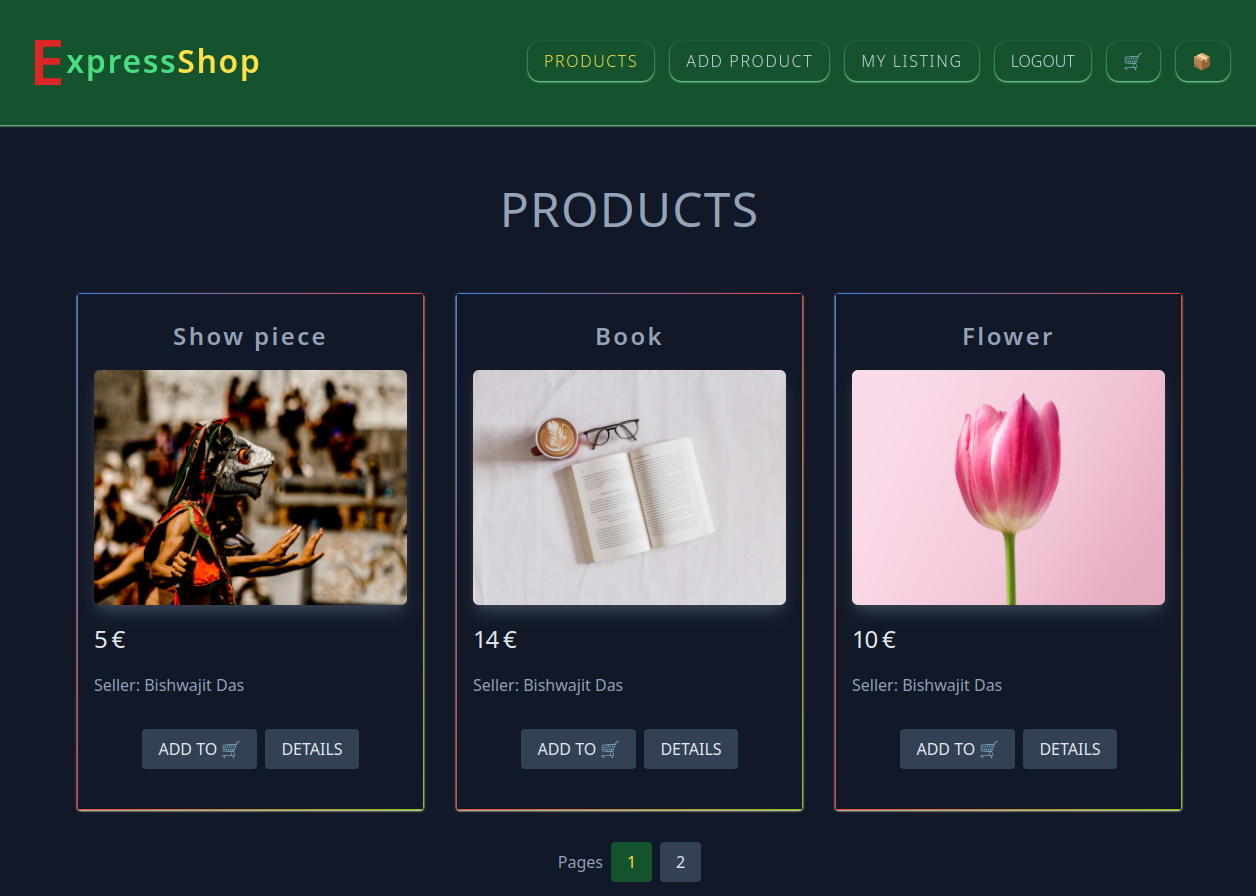 ExpressShop
PRODUCTS
ADD PRODUCT
MY LISTING
LOGOUT
🛒
📦
PRODUCTS
Show piece
5 €
Seller: Bishwajit Das
ADD TO 🛒
DETAILS
Book
14 €
Seller: Bishwajit Das
ADD TO 🛒
DETAILS
Flower
10 €
Seller: Bishwajit Das
ADD TO 🛒
DETAILS
Pages 1 2